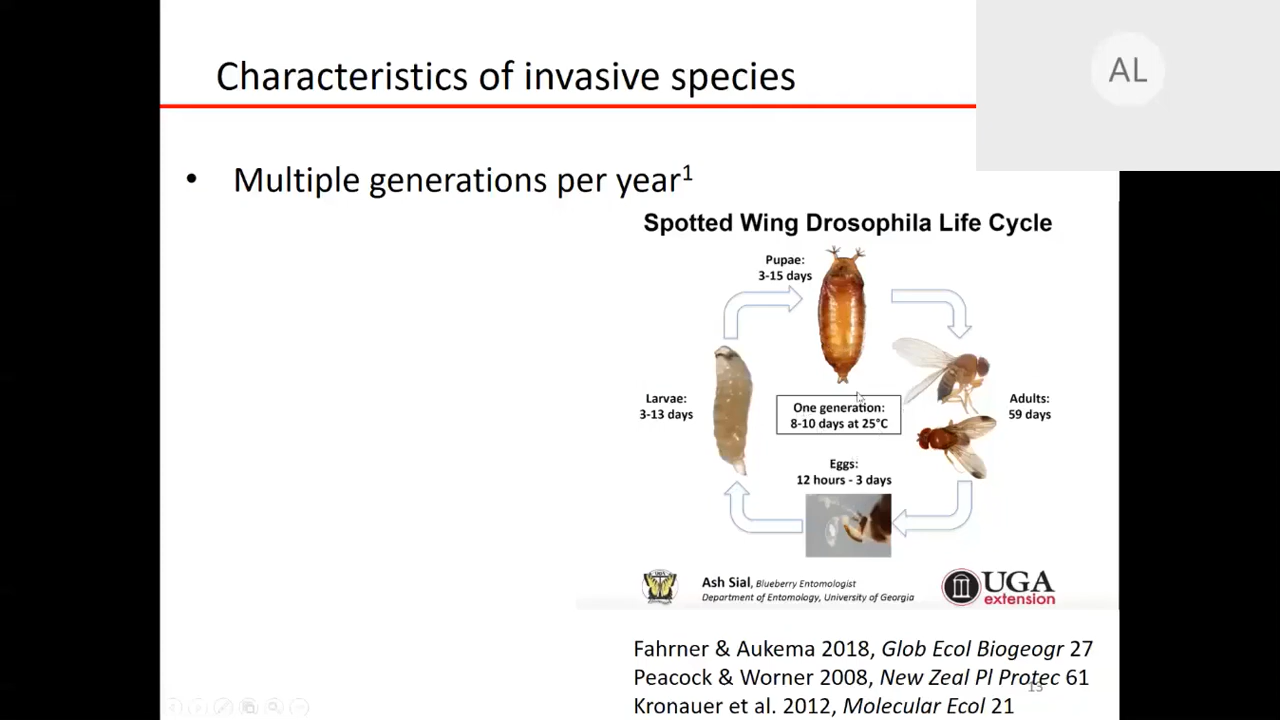 Characteristics of invasive species
AL
• Multiple generations per year¹
Spotted Wing Drosophila Life Cycle
Pupae:
3-15 days
Larvae:
3-13 days
One generation:
8-10 days at 25°C
Adults:
59 days
Eggs:
12 hours - 3 days
Ash Sial, Blueberry Entomologist
Department of Entomology, University of Georgia
UGA
extension
Fahrner & Aukema 2018, Glob Ecol Biogeogr 27
Peacock & Worner 2008, New Zeal Pl Protec 61
13
Kronauer et al. 2012, Molecular Ecol 21